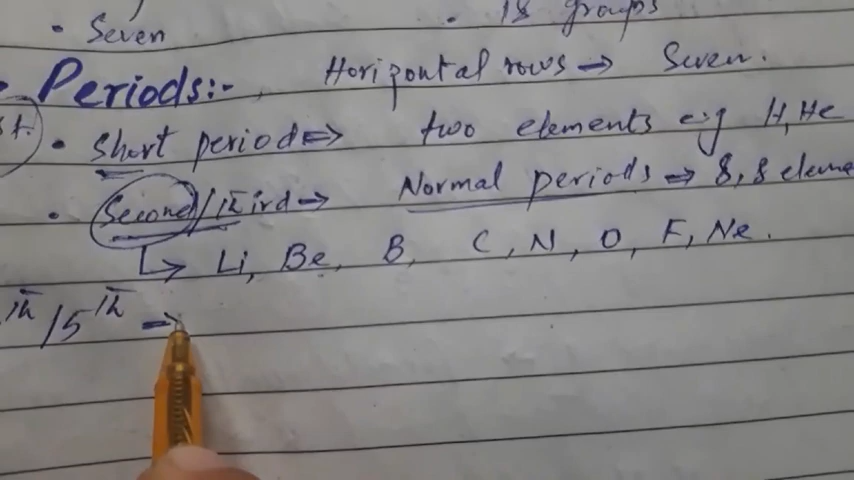 • Seven • 18 groups
• Periods:- Horizontal rows → Seven.
st. • Short period ⇒ two elements e.g H, He
• Second/Third → Normal periods ⇒ 8, 8 eleme
↳ Li, Be, B, C, N, O, F, Ne.
th/5th →